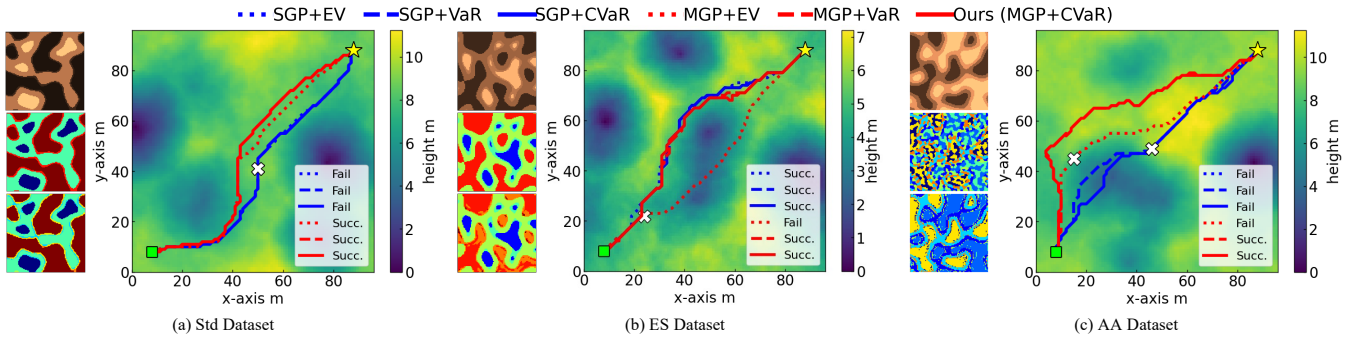 SGP+EV SGP+VaR SGP+CVaR MGP+EV MGP+VaR Ours (MGP+CVaR)
80
60
40
20
0
y-axis m
0 20 40 60 80
x-axis m
Fail
Fail
Fail
Succ.
Succ.
Succ.
10
8
6
4
2
0
height m
(a) Std Dataset
80
60
40
20
0
y-axis m
0 20 40 60 80
x-axis m
Succ.
Succ.
Succ.
Fail
Succ.
Succ.
7
6
5
4
3
2
1
0
height m
(b) ES Dataset
80
60
40
20
0
y-axis m
0 20 40 60 80
x-axis m
Fail
Fail
Fail
Fail
Succ.
Succ.
10
8
6
4
2
0
height m
(c) AA Dataset